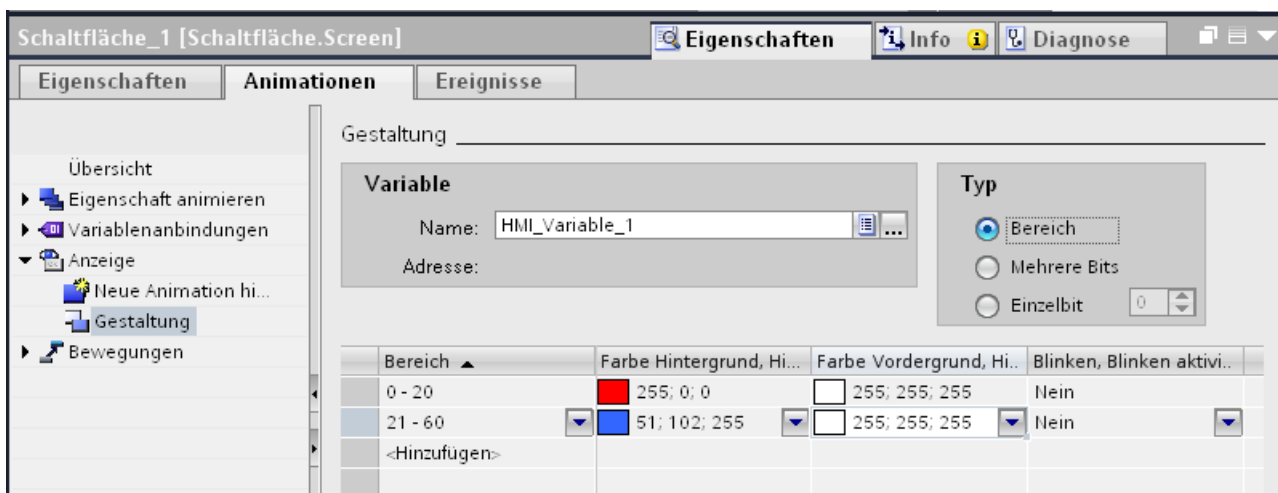 Schaltfläche_1 [Schaltfläche.Screen]
Eigenschaften
Info
Diagnose
Eigenschaften
Animationen
Ereignisse
Übersicht
Eigenschaft animieren
Variablenanbindungen
Anzeige
Neue Animation hi...
Gestaltung
Bewegungen
Gestaltung
Variable
Name: HMI_Variable_1
Adresse:
Typ
Bereich
Mehrere Bits
Einzelbit 0
Bereich Farbe Hintergrund, Hi... Farbe Vordergrund, Hi.. Blinken, Blinken aktivi..
0 - 20 255; 0; 0 255; 255; 255 Nein
21 - 60 51; 102; 255 255; 255; 255 Nein
<Hinzufügen>